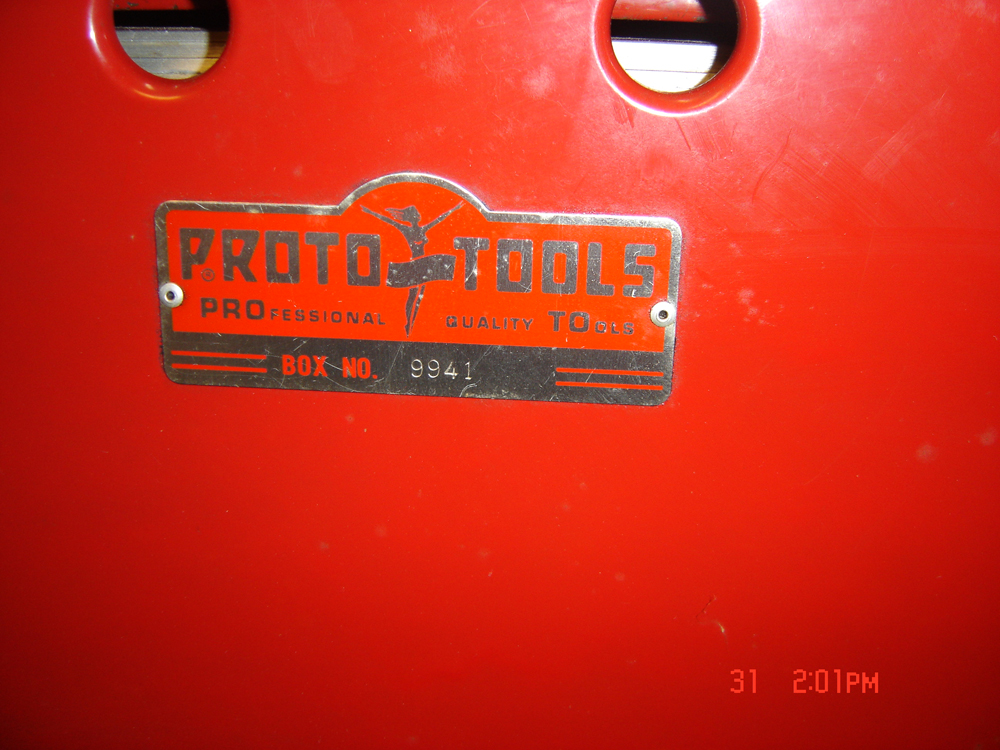 PROTO TOOLS
®
PROFESSIONAL QUALITY TOOLS
BOX NO. 9941
31 2:01PM